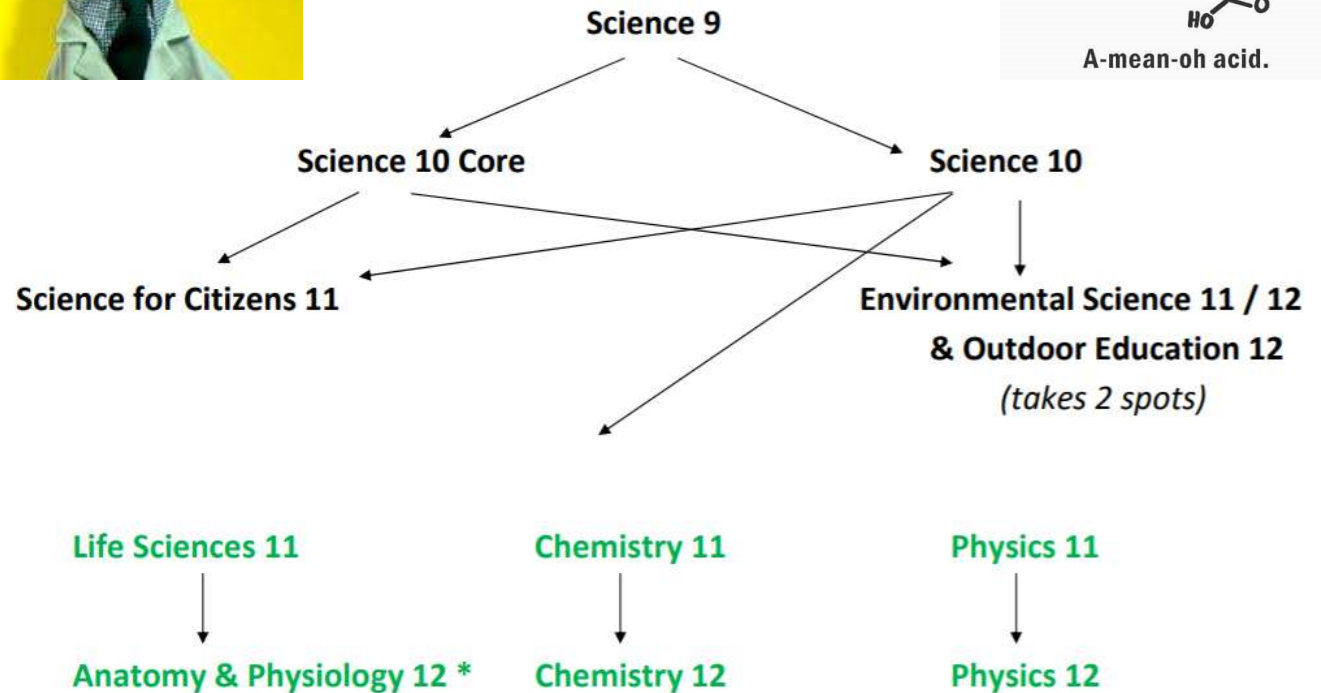 Science 9
HO
O
A-mean-oh acid.
Science 10 Core
Science 10
Science for Citizens 11
Environmental Science 11 / 12
& Outdoor Education 12
(takes 2 spots)
Life Sciences 11
Chemistry 11
Physics 11
Anatomy & Physiology 12 *
Chemistry 12
Physics 12